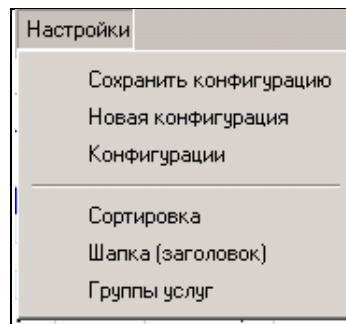 Настройки
Сохранить конфигурацию
Новая конфигурация
Конфигурации
Сортировка
Шапка (заголовок)
Группы услуг